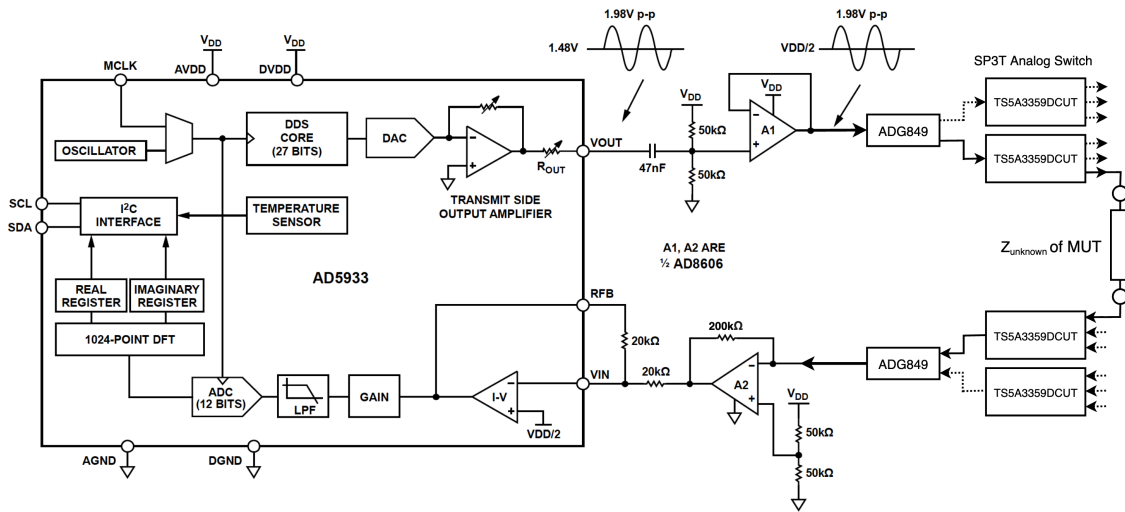 1.98V p-p
1.98V p-p
1.48V
VDD/2
SP3T Analog Switch
MCLK
VDD
AVDD
VDD
DVDD
VDD
VDD
TS5A3359DCUT
OSCILLATOR
DDS
CORE
(27 BITS)
DAC
ROUT
VOUT
47nF
50kΩ
50kΩ
A1
ADG849
TS5A3359DCUT
TRANSMIT SIDE
OUTPUT AMPLIFIER
SCL
SDA
I2C
INTERFACE
TEMPERATURE
SENSOR
AD5933
A1, A2 ARE
½ AD8606
Zunknown of MUT
REAL
REGISTER
IMAGINARY
REGISTER
RFB
1024-POINT DFT
20kΩ
200kΩ
TS5A3359DCUT
VIN
20kΩ
A2
ADG849
ADC
(12 BITS)
LPF
GAIN
I-V
VDD/2
VDD
TS5A3359DCUT
50kΩ
50kΩ
AGND
DGND